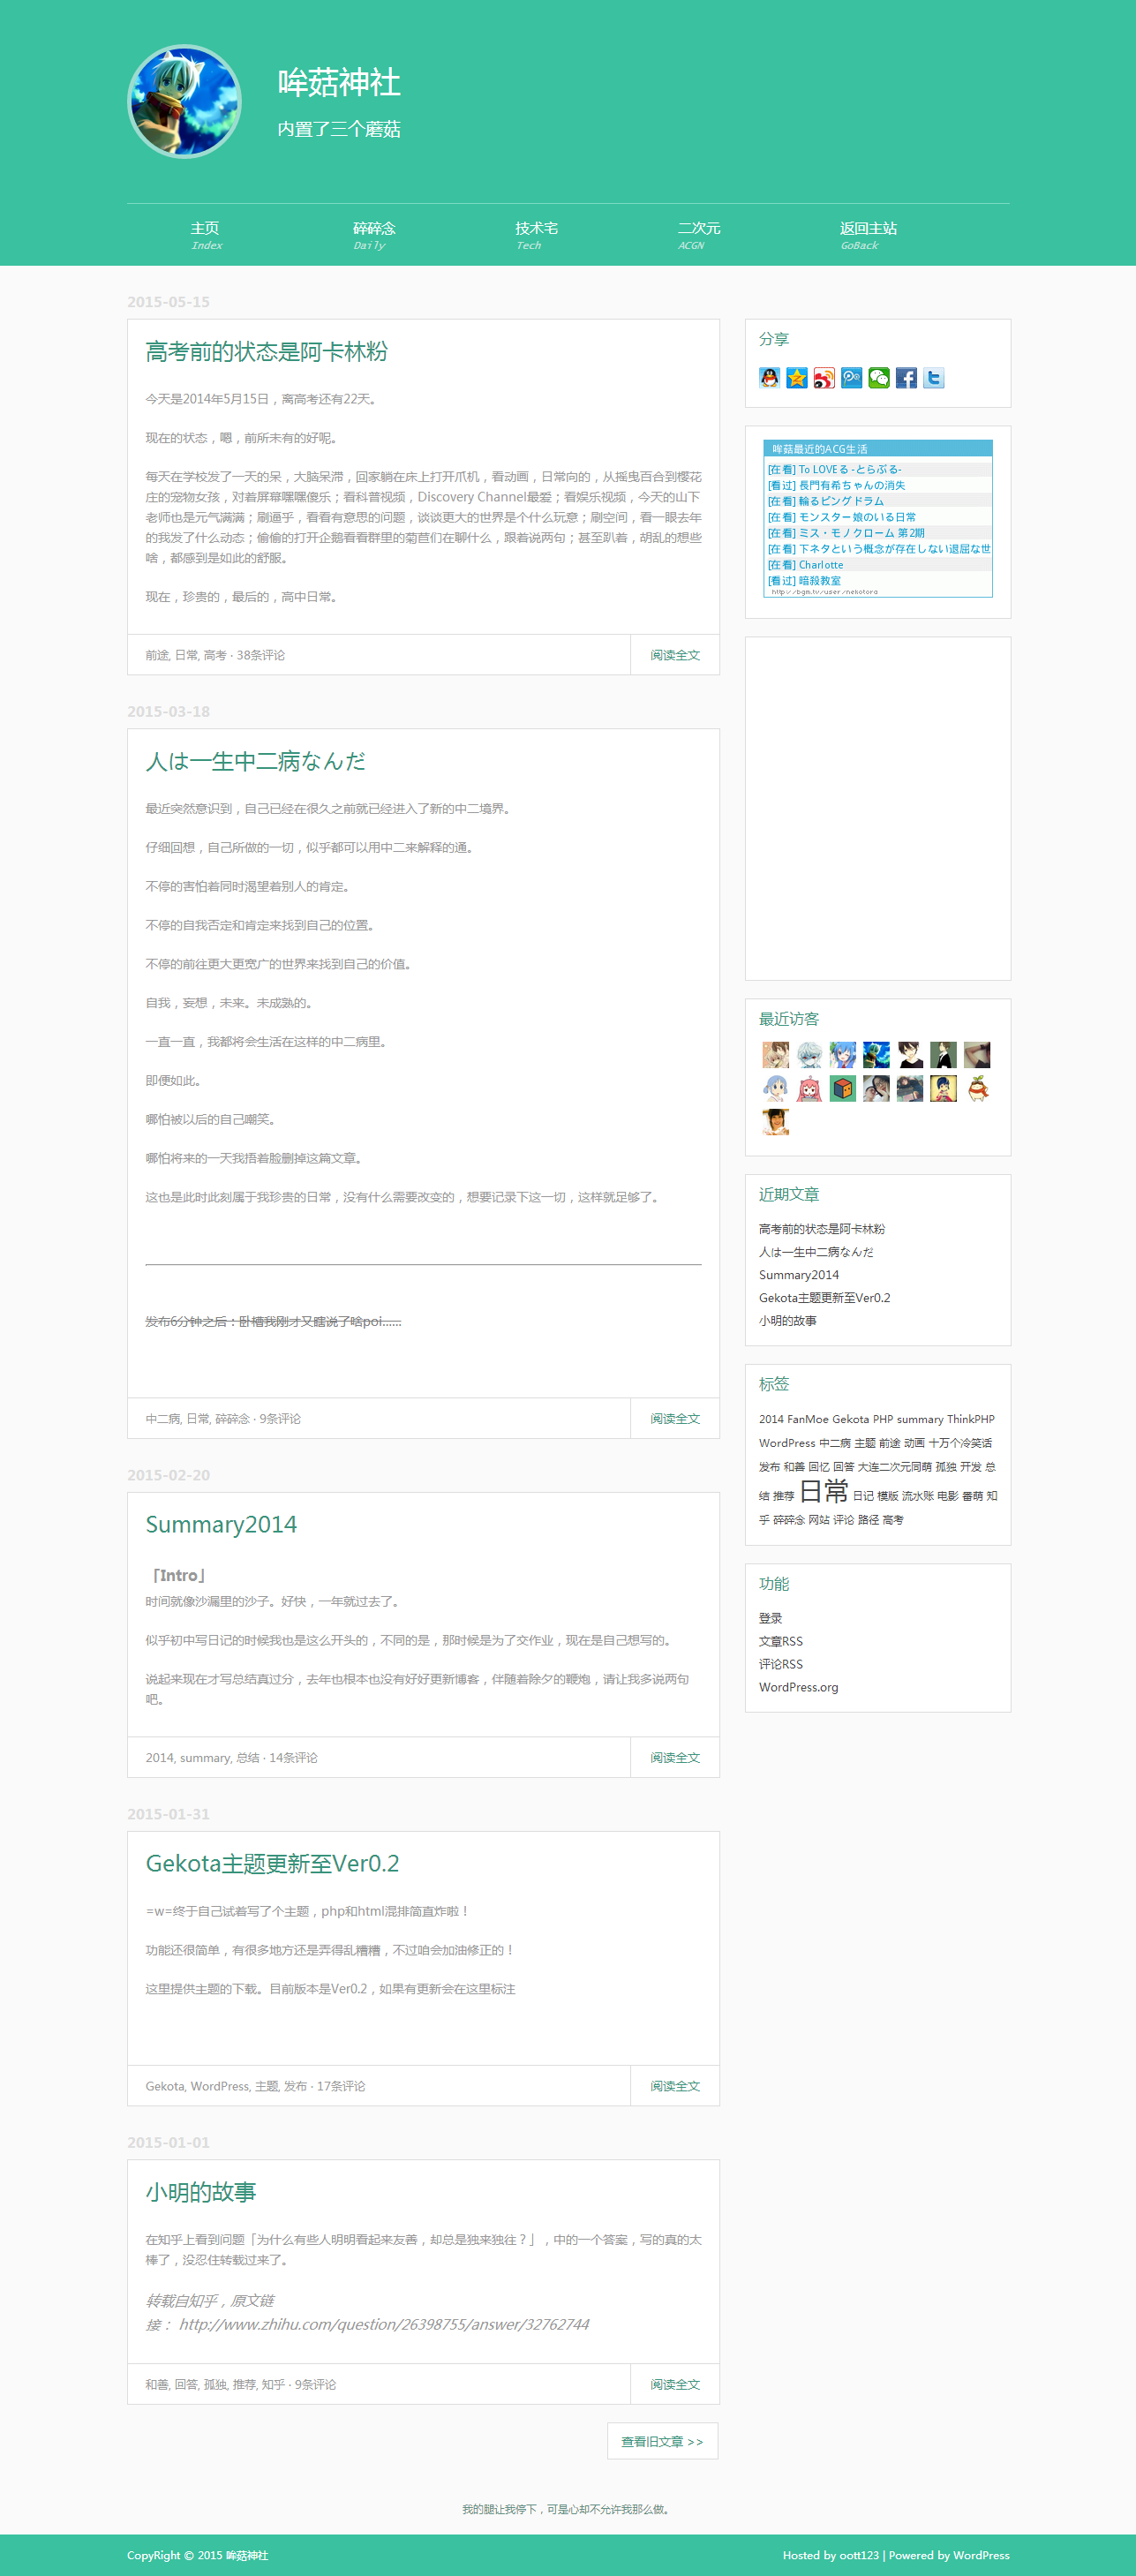 哞菇神社
内置了三个蘑菇
主页
Index
碎碎念
Daily
技术宅
Tech
二次元
ACGN
返回主站
GoBack
2015-05-15
高考前的状态是阿卡林粉
今天是2014年5月15日，离高考还有22天。
现在的状态，嗯，前所未有的好呢。
每天在学校发了一天的呆，大脑呆滞，回家躺在床上打开爪机，看动画，日常向的，从摇曳百合到樱花
庄的宠物女孩，对着屏幕嘿嘿傻乐；看科普视频，Discovery Channel最爱；看娱乐视频，今天的山下
老师也是元气满满；刷逼乎，看看有意思的问题，谈谈更大的世界是个什么玩意；刷空间，看一眼去年
的我发了什么动态；偷偷的打开企鹅看看群里的菊苣们在聊什么，跟着说两句；甚至趴着，胡乱的想些
啥，都感到是如此的舒服。
现在，珍贵的，最后的，高中日常。
前途, 日常, 高考 · 38条评论
阅读全文
2015-03-18
人は一生中二病なんだ
最近突然意识到，自己已经在很久之前就已经进入了新的中二境界。
仔细回想，自己所做的一切，似乎都可以用中二来解释的通。
不停的害怕着同时渴望着别人的肯定。
不停的自我否定和肯定来找到自己的位置。
不停的前往更大更宽广的世界来找到自己的价值。
自我，妄想，未来。未成熟的。
一直一直，我都将会生活在这样的中二病里。
即便如此。
哪怕被以后的自己嘲笑。
哪怕将来的一天我捂着脸删掉这篇文章。
这也是此时此刻属于我珍贵的日常，没有什么需要改变的，想要记录下这一切，这样就足够了。
发布6分钟之后：卧槽我刚才又瞎说了啥poi……
中二病, 日常, 碎碎念 · 9条评论
阅读全文
2015-02-20
Summary2014
「Intro」
时间就像沙漏里的沙子。好快，一年就过去了。
似乎初中写日记的时候我也是这么开头的，不同的是，那时候是为了交作业，现在是自己想写的。
说起来现在才写总结真过分，去年也根本也没有好好更新博客，伴随着除夕的鞭炮，请让我多说两句
吧。
2014, summary, 总结 · 14条评论
阅读全文
2015-01-31
Gekota主题更新至Ver0.2
=w=终于自己试着写了个主题，php和html混排简直炸啦！
功能还很简单，有很多地方还是弄得乱糟糟，不过咱会加油修正的！
这里提供主题的下载。目前版本是Ver0.2，如果有更新会在这里标注
Gekota, WordPress, 主题, 发布 · 17条评论
阅读全文
2015-01-01
小明的故事
在知乎上看到问题「为什么有些人明明看起来友善，却总是独来独往？」，中的一个答案，写的真的太
棒了，没忍住转载过来了。
转载自知乎，原文链
接： http://www.zhihu.com/question/26398755/answer/32762744
和善, 回答, 孤独, 推荐, 知乎 · 9条评论
阅读全文
查看旧文章 >>
分享
哞菇最近的ACG生活
[在看] To LOVEる -とらぶる-
[看过] 長門有希ちゃんの消失
[在看] 輪るピングドラム
[在看] モンスター娘のいる日常
[在看] ミス・モノクローム 第2期
[在看] 下ネタという概念が存在しない退屈な世
[在看] Charlotte
[看过] 暗殺教室
http://bgm.tv/user/nekotora
最近访客
近期文章
高考前的状态是阿卡林粉
人は一生中二病なんだ
Summary2014
Gekota主题更新至Ver0.2
小明的故事
标签
2014 FanMoe Gekota PHP summary ThinkPHP
WordPress 中二病 主题 前途 动画 十万个冷笑话
发布 和善 回忆 回答 大连二次元同萌 孤独 开发 总
结 推荐 日常 日记 模版 流水账 电影 番萌 知
乎 碎碎念 网站 评论 路径 高考
功能
登录
文章RSS
评论RSS
WordPress.org
我的腿让我停下，可是心却不允许我那么做。
CopyRight © 2015 哞菇神社
Hosted by oott123 | Powered by WordPress